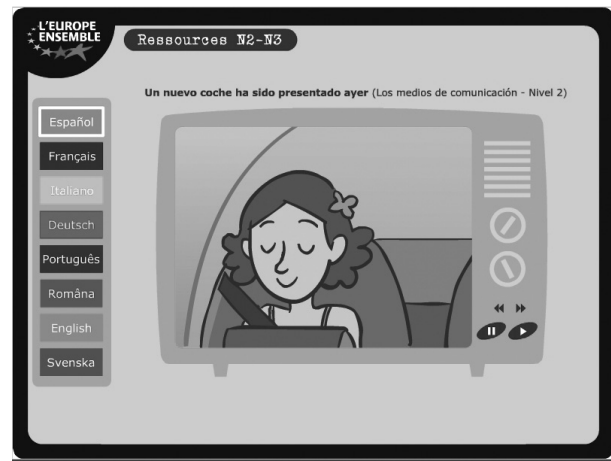 L'EUROPE
ENSEMBLE
Ressources N2-N3
Un nuevo coche ha sido presentado ayer (Los medios de comunicación - Nivel 2)
Español
Français
Italiano
Deutsch
Português
Româna
English
Svenska